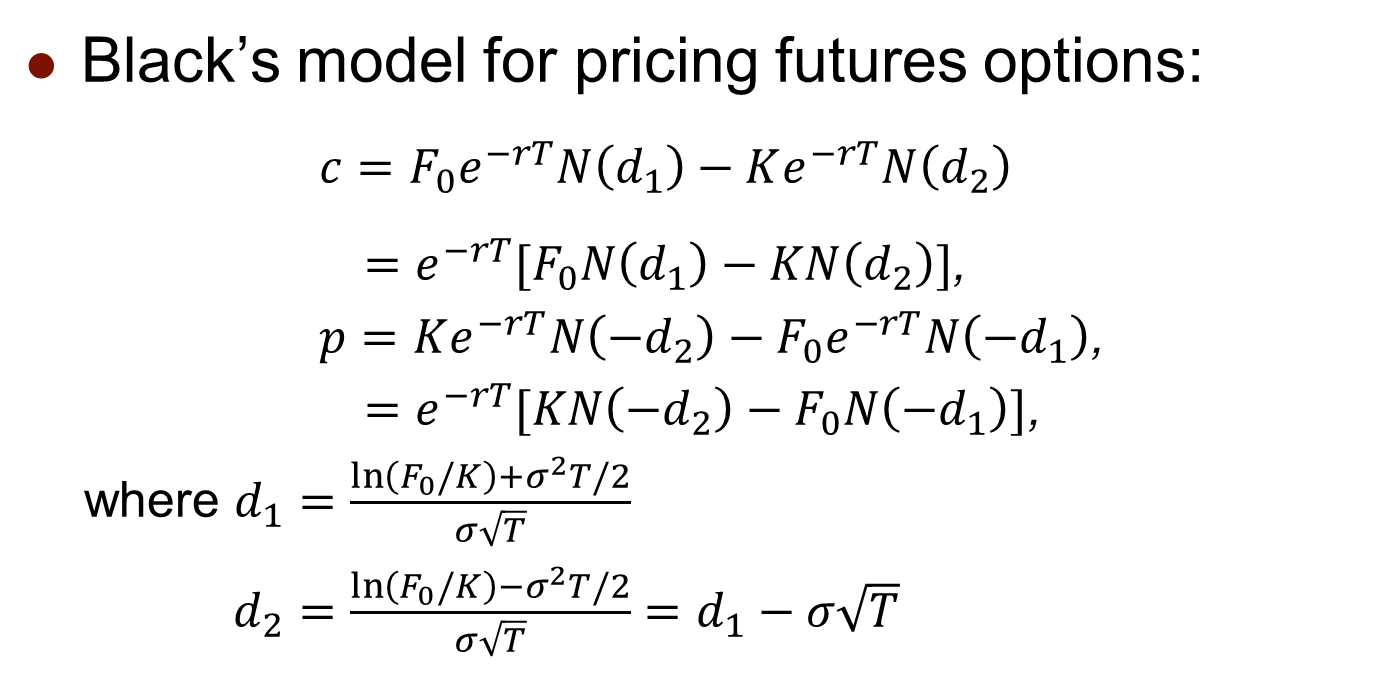 • Black’s model for pricing futures options:
c = F₀e^{−rT}N(d₁) − Ke^{−rT}N(d₂)
= e^{−rT}[F₀N(d₁) − KN(d₂)],
p = Ke^{−rT}N(−d₂) − F₀e^{−rT}N(−d₁),
= e^{−rT}[KN(−d₂) − F₀N(−d₁)],
where d₁ = \frac{ln(F₀/K)+σ²T/2}{σ√T}
d₂ = \frac{ln(F₀/K)−σ²T/2}{σ√T} = d₁ − σ√T